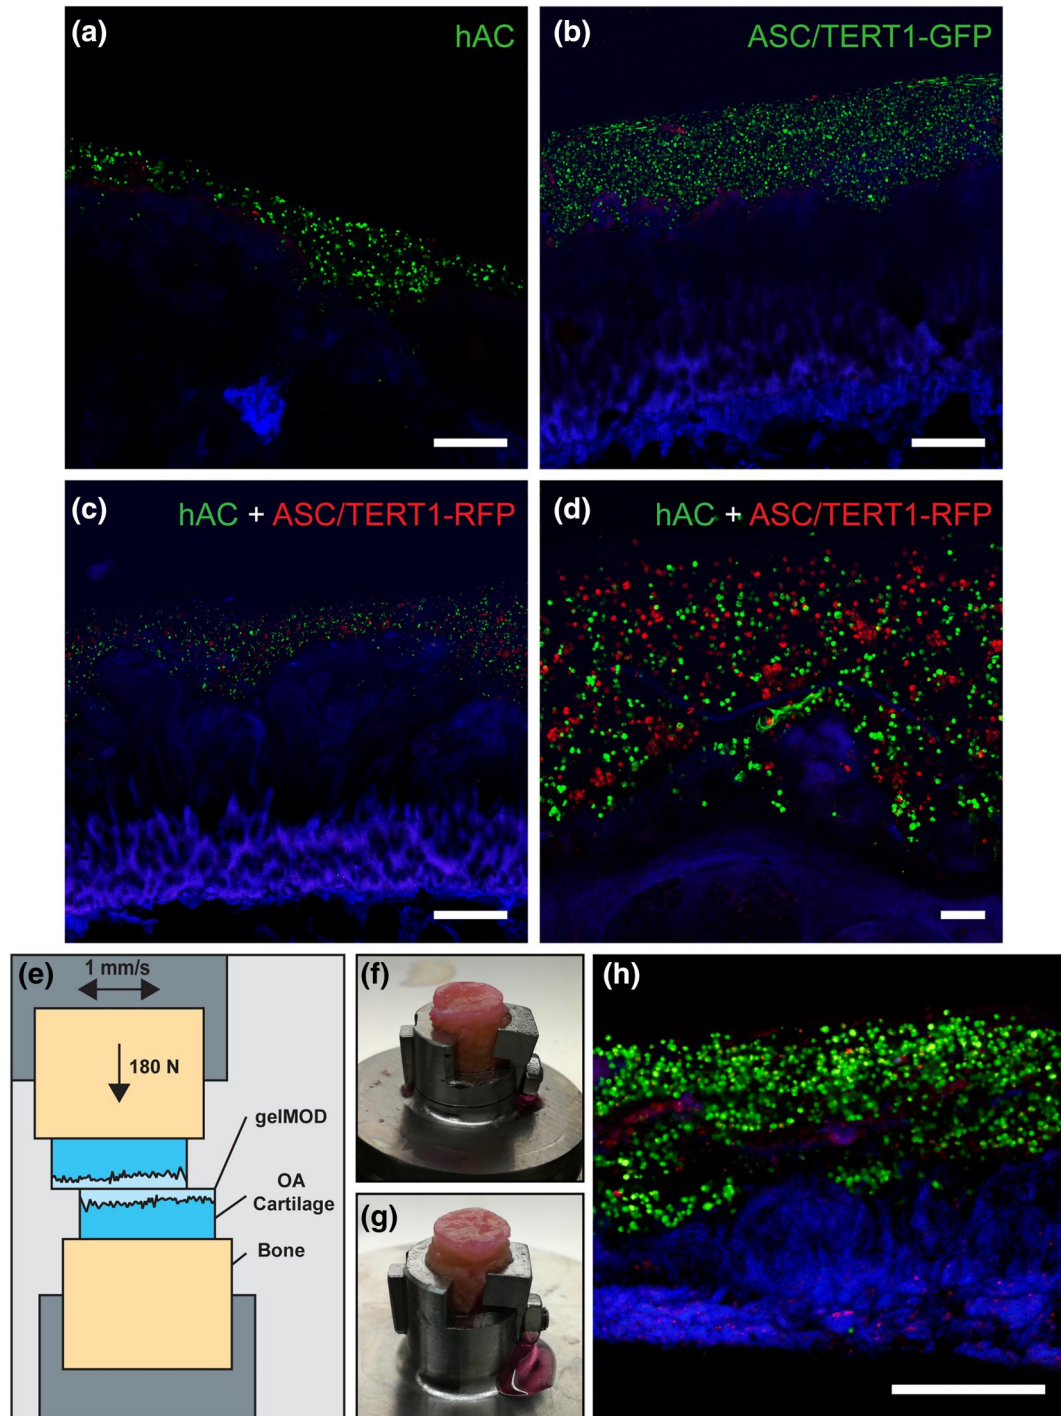 (a)
hAC
(b)
ASC/TERT1-GFP
(c)
hAC + ASC/TERT1-RFP
(d)
hAC + ASC/TERT1-RFP
(e)
1 mm/s
180 N
gelMOD
OA
Cartilage
Bone
(f)
(g)
(h)